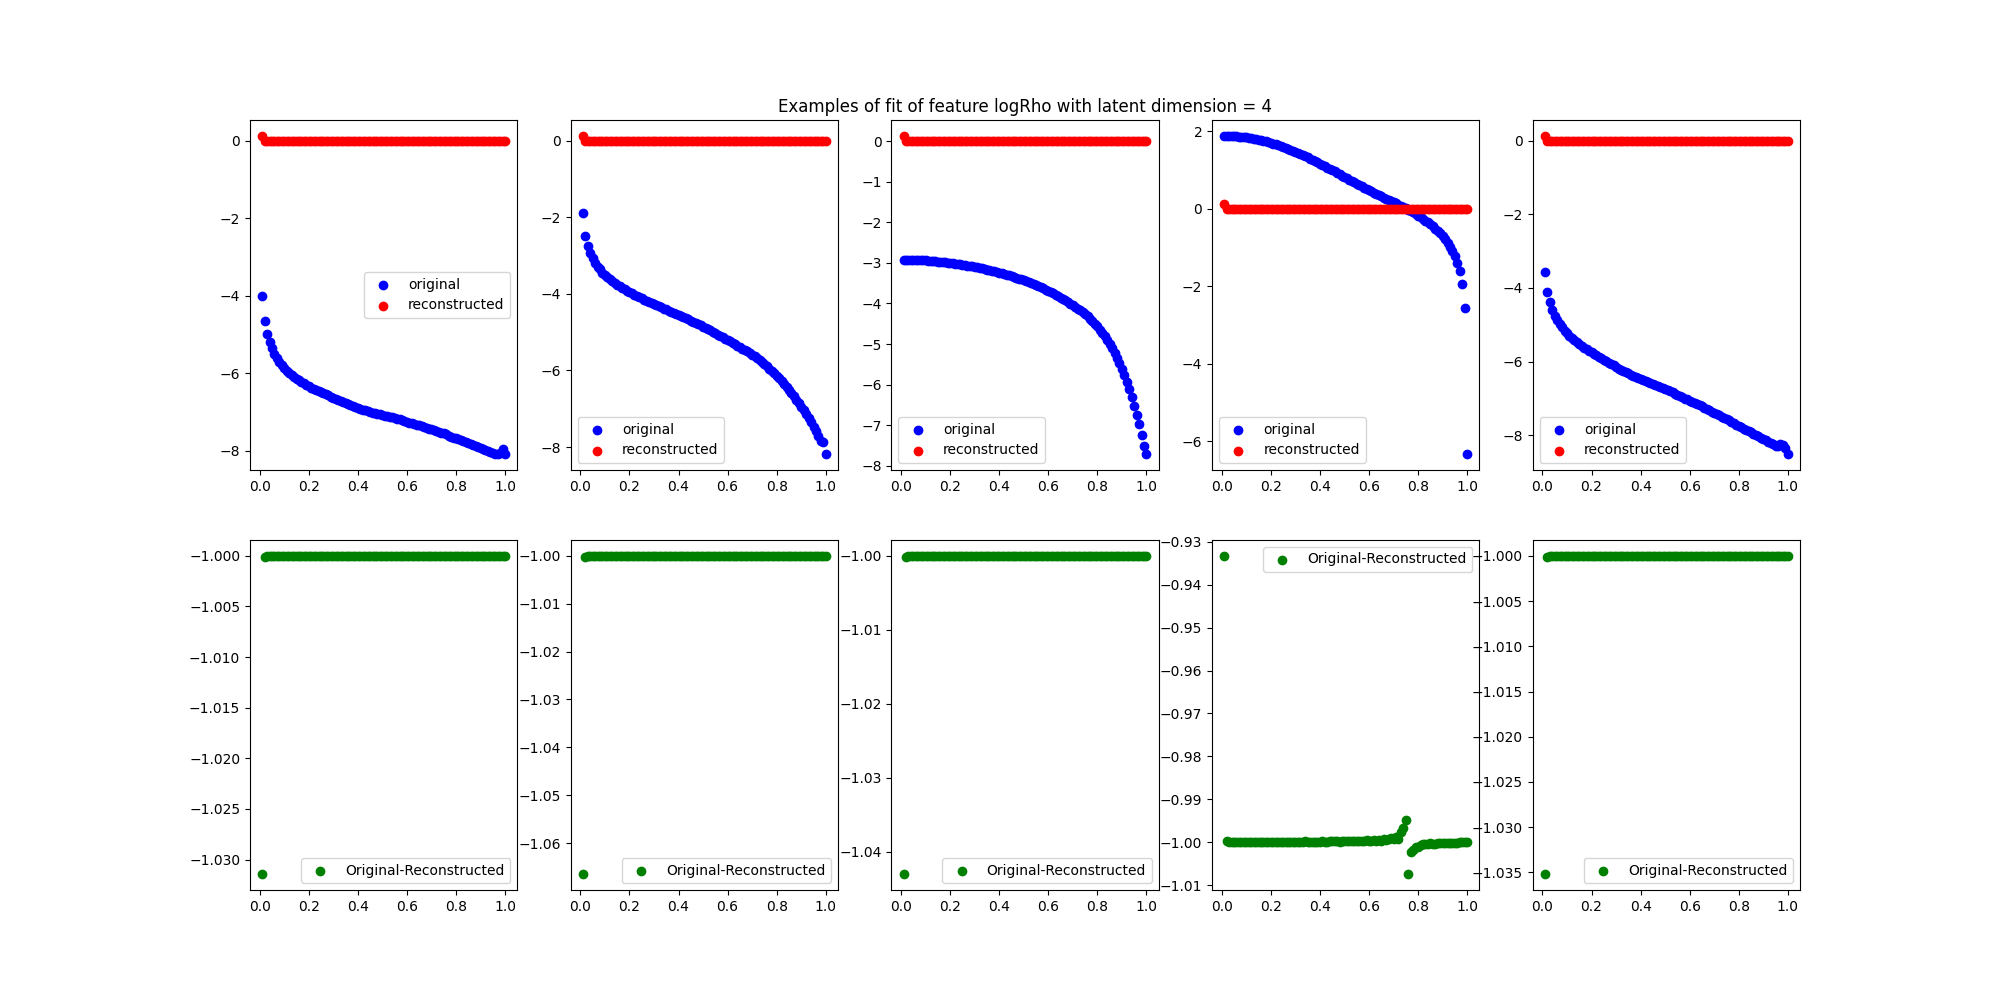 Examples of fit of feature logRho with latent dimension = 4
0
−2
−4
−6
−8
original
reconstructed
0.0 0.2 0.4 0.6 0.8 1.0
0
−2
−4
−6
−8
original
reconstructed
0.0 0.2 0.4 0.6 0.8 1.0
0
−1
−2
−3
−4
−5
−6
−7
−8
original
reconstructed
0.0 0.2 0.4 0.6 0.8 1.0
2
0
−2
−4
−6
original
reconstructed
0.0 0.2 0.4 0.6 0.8 1.0
0
−2
−4
−6
−8
original
reconstructed
0.0 0.2 0.4 0.6 0.8 1.0
−1.000
−1.005
−1.010
−1.015
−1.020
−1.025
−1.030
Original-Reconstructed
0.0 0.2 0.4 0.6 0.8 1.0
−1.00
−1.01
−1.02
−1.03
−1.04
−1.05
−1.06
Original-Reconstructed
0.0 0.2 0.4 0.6 0.8 1.0
−1.00
−1.01
−1.02
−1.03
−1.04
Original-Reconstructed
0.0 0.2 0.4 0.6 0.8 1.0
−0.93
−0.94
−0.95
−0.96
−0.97
−0.98
−0.99
−1.00
−1.01
Original-Reconstructed
0.0 0.2 0.4 0.6 0.8 1.0
−1.000
−1.005
−1.010
−1.015
−1.020
−1.025
−1.030
−1.035
Original-Reconstructed
0.0 0.2 0.4 0.6 0.8 1.0